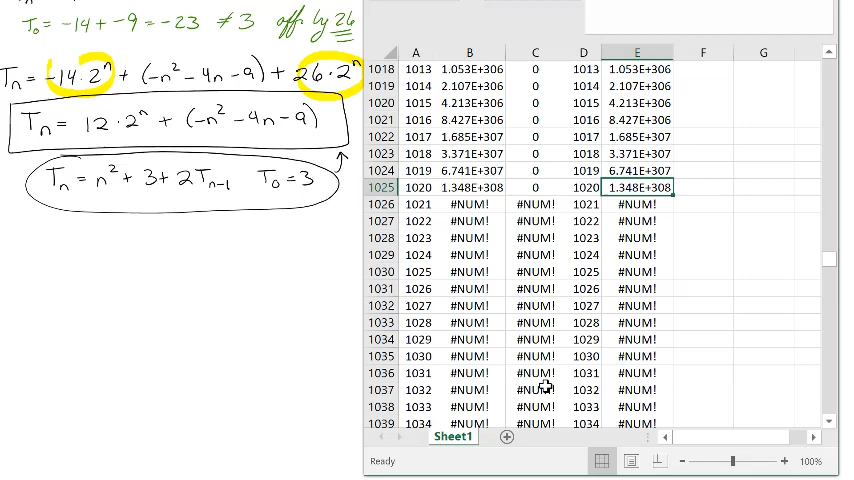 T₀ = -14 + -9 = -23 ≠ 3 off by 26
Tₙ = -14·2ⁿ + (-n² - 4n - 9) + 26·2ⁿ
Tₙ = 12·2ⁿ + (-n² - 4n - 9)
Tₙ = n² + 3 + 2Tₙ₋₁ T₀ = 3
A B C D E F G
1018 1013 1.053E+306 0 1013 1.053E+306
1019 1014 2.107E+306 0 1014 2.107E+306
1020 1015 4.213E+306 0 1015 4.213E+306
1021 1016 8.427E+306 0 1016 8.427E+306
1022 1017 1.685E+307 0 1017 1.685E+307
1023 1018 3.371E+307 0 1018 3.371E+307
1024 1019 6.741E+307 0 1019 6.741E+307
1025 1020 1.348E+308 0 1020 1.348E+308
1026 1021 #NUM! #NUM! 1021 #NUM!
1027 1022 #NUM! #NUM! 1022 #NUM!
1028 1023 #NUM! #NUM! 1023 #NUM!
1029 1024 #NUM! #NUM! 1024 #NUM!
1030 1025 #NUM! #NUM! 1025 #NUM!
1031 1026 #NUM! #NUM! 1026 #NUM!
1032 1027 #NUM! #NUM! 1027 #NUM!
1033 1028 #NUM! #NUM! 1028 #NUM!
1034 1029 #NUM! #NUM! 1029 #NUM!
1035 1030 #NUM! #NUM! 1030 #NUM!
1036 1031 #NUM! #NUM! 1031 #NUM!
1037 1032 #NUM! #NUM! 1032 #NUM!
1038 1033 #NUM! #NUM! 1033 #NUM!
1039 1034 #NUM! #NUM! 1034 #NUM!
Sheet1
Ready 100%